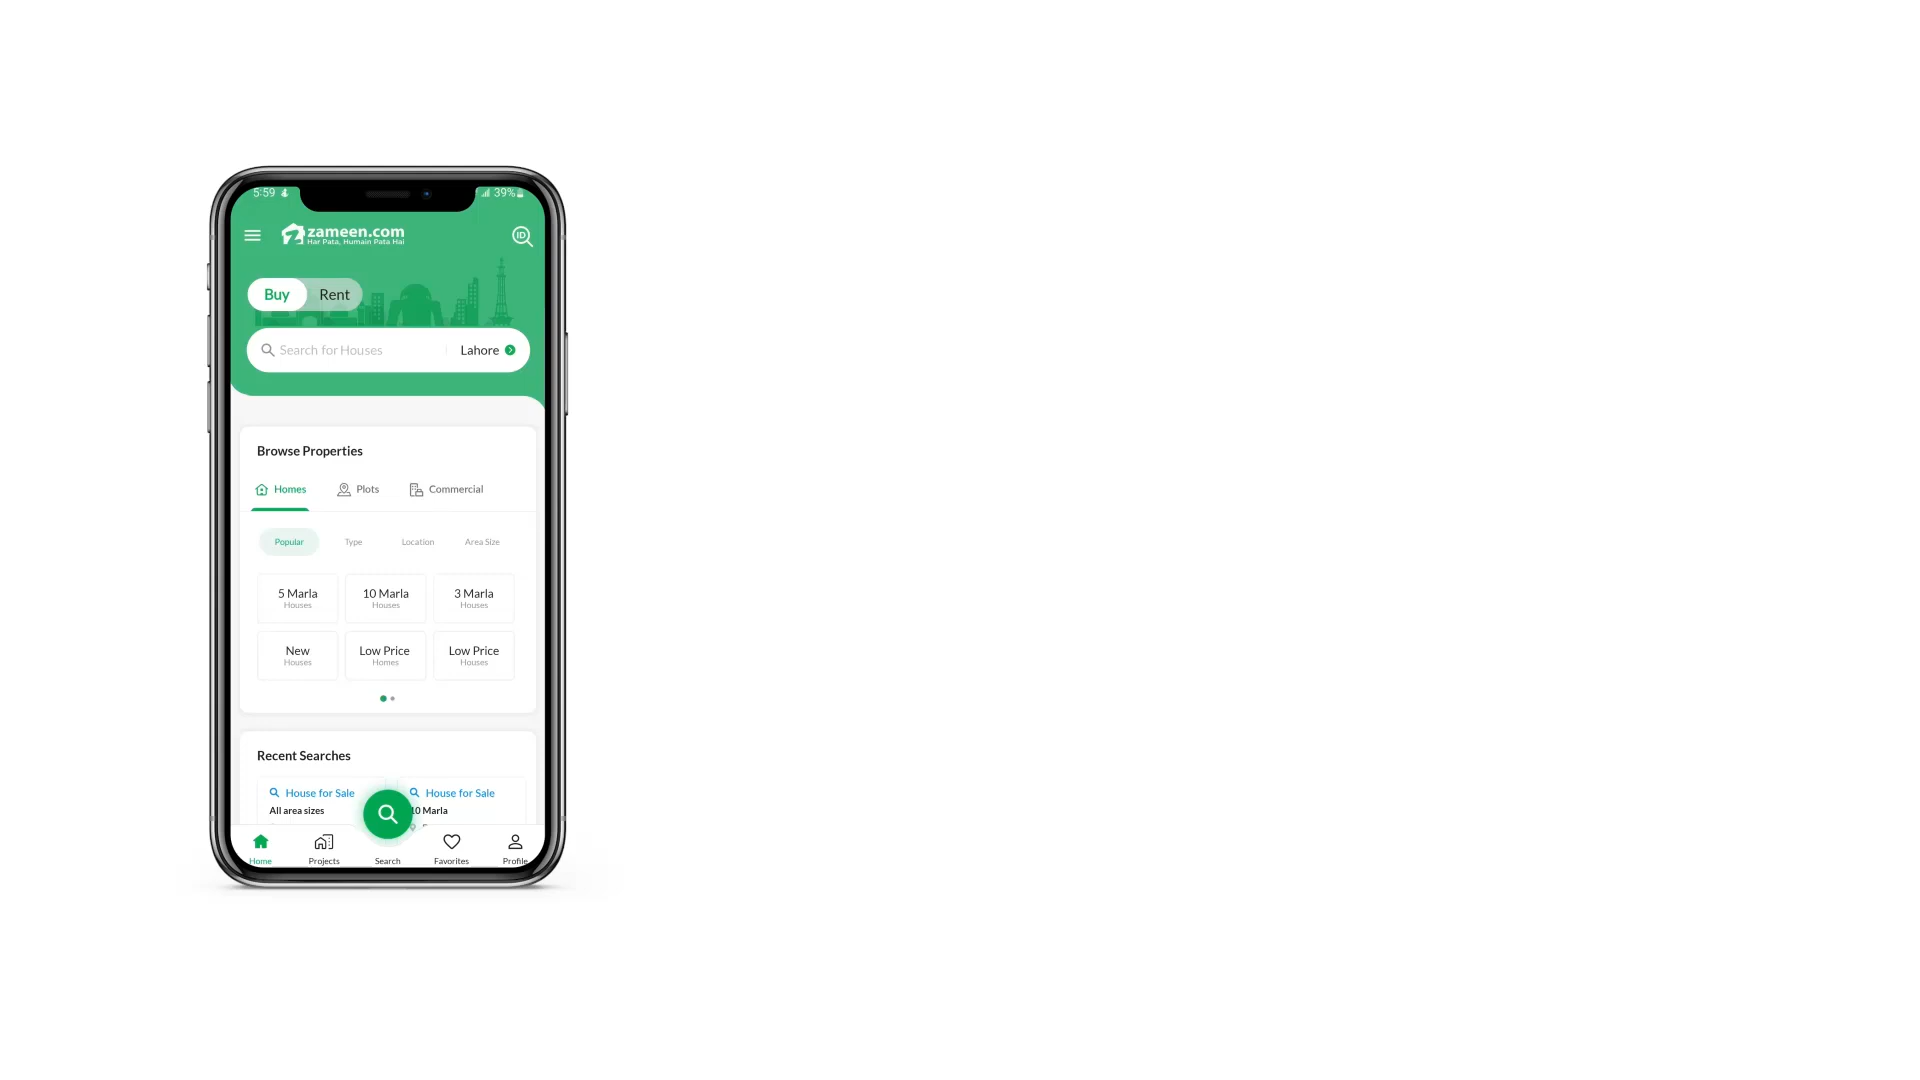 5:59 39%
zameen.com
Har Pata, Humain Pata Hai
ID
Buy Rent
Search for Houses Lahore
Browse Properties
Homes Plots Commercial
Popular Type Location Area Size
5 Marla 10 Marla 3 Marla
Houses Houses Houses
New Low Price Low Price
Houses Homes Houses
Recent Searches
House for Sale House for Sale
All area sizes 10 Marla
Home Projects Search Favorites Profile